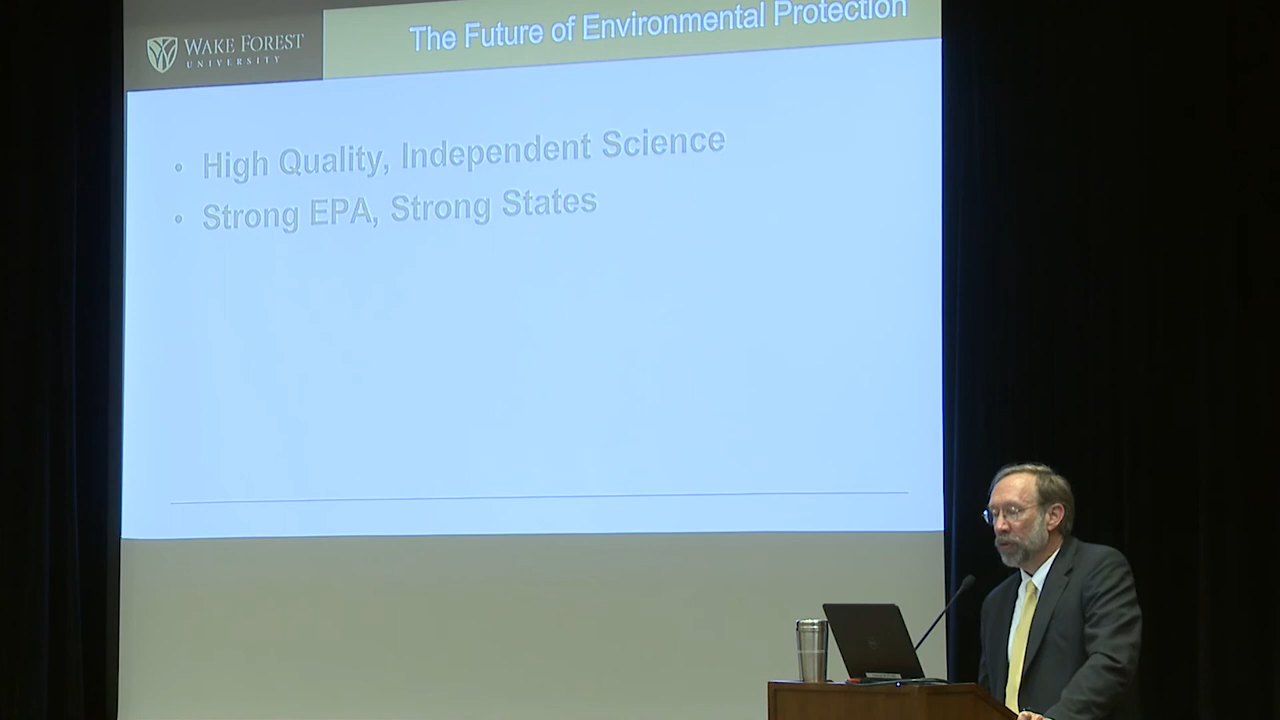 WAKE FOREST
UNIVERSITY
The Future of Environmental Protection
• High Quality, Independent Science
• Strong EPA, Strong States